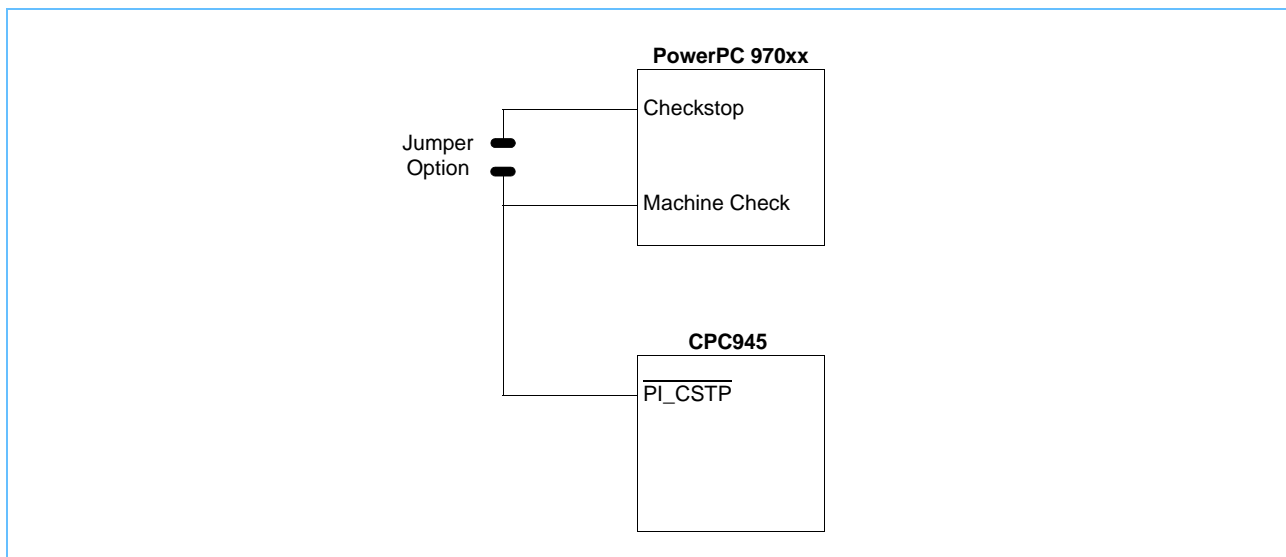 PowerPC 970xx
Checkstop
Jumper
Option
Machine Check
CPC945
PI_CSTP